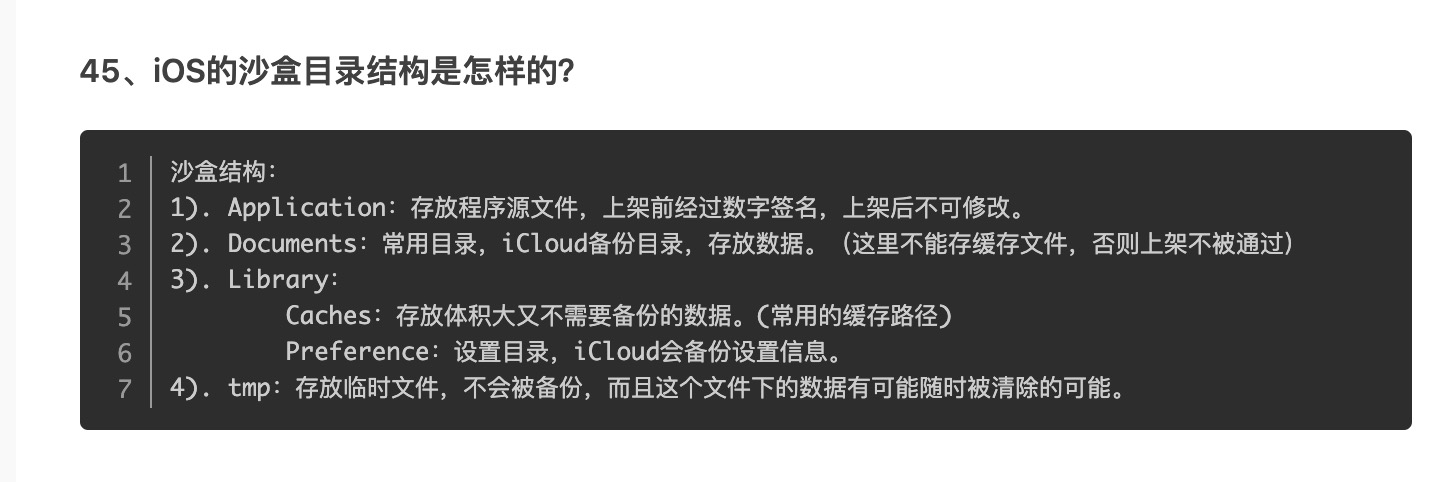 45、iOS的沙盒目录结构是怎样的?
1 沙盒结构：
2 1). Application：存放程序源文件，上架前经过数字签名，上架后不可修改。
3 2). Documents：常用目录，iCloud备份目录，存放数据。（这里不能存缓存文件，否则上架不被通过）
4 3). Library：
5 Caches：存放体积大又不需要备份的数据。(常用的缓存路径)
6 Preference：设置目录，iCloud会备份设置信息。
7 4). tmp：存放临时文件，不会被备份，而且这个文件下的数据有可能随时被清除的可能。